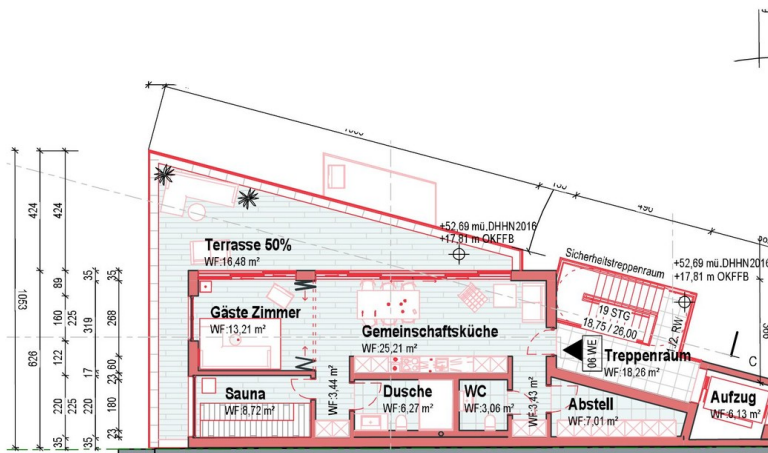 490
+52,69 mü.DHHN2016
+17,81 m OKFFB
Sicherheitstreppenraum
+52,69 mü.DHHN2016
+17,81 m OKFFB
19 STG
18,75 / 26,00
Terrasse 50%
WF:16,48 m²
Gäste Zimmer
WF:13,21 m²
Gemeinschaftsküche
WF:25,21 m²
06 WE
Treppenraum
WF:18,26 m²
C
Sauna
WF:8,72 m²
WF:3,44 m²
Dusche
WF:6,27 m²
WC
WF:3,06 m²
WF:3,43 m²
Abstell
WF:7,01 m²
Aufzug
WF:6,13 m²
1053
424
629
424
89
160
122
220
35
225
225
35
319
17
220
35
35
268
60
23
180
23